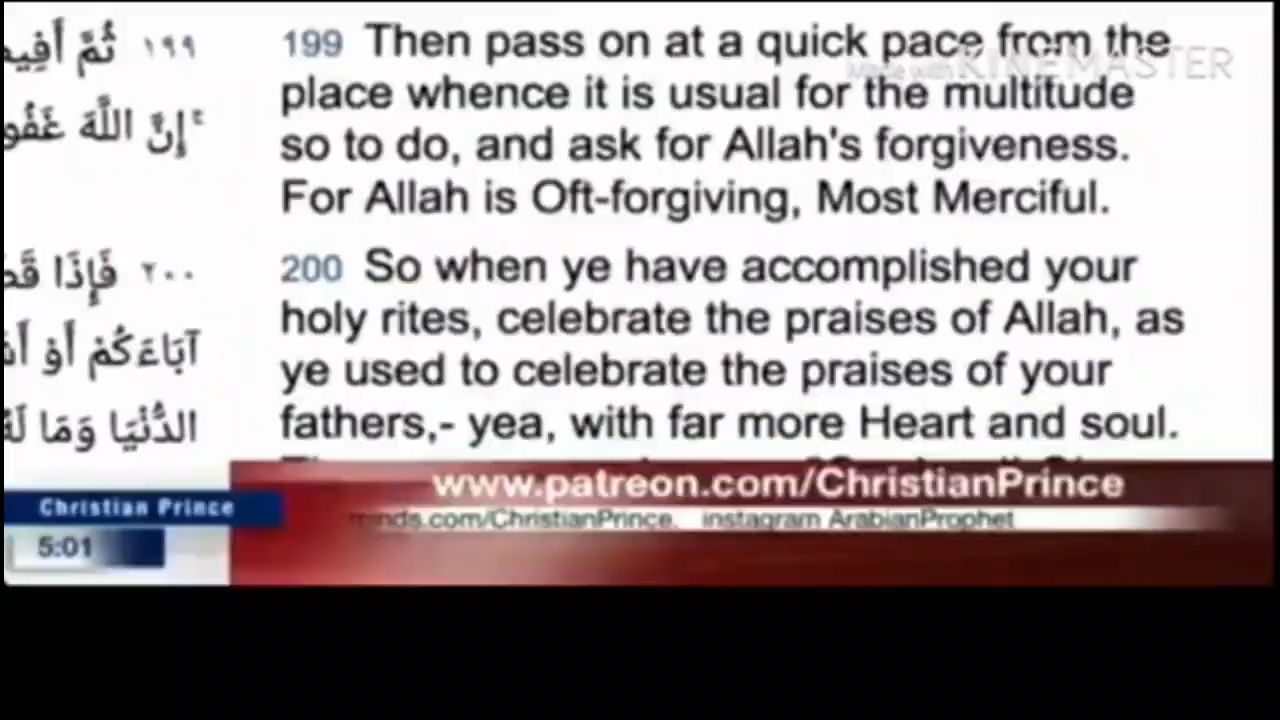 ١٩٩ ثُمَّ
199 Then pass on at a quick pace from the
Made with KINEMASTER
إِنَّ اللَّهَ
place whence it is usual for the multitude
so to do, and ask for Allah's forgiveness.
For Allah is Oft-forgiving, Most Merciful.
٢٠٠ فَإِذَا
200 So when ye have accomplished your
holy rites, celebrate the praises of Allah, as
آبَاءَكُمْ أَوْ
ye used to celebrate the praises of your
الدُّنْيَا وَمَا
fathers,- yea, with far more Heart and soul.
www.patreon.com/ChristianPrince
Christian Prince
minds.com/ChristianPrince. instagram ArabianProphet
5:01